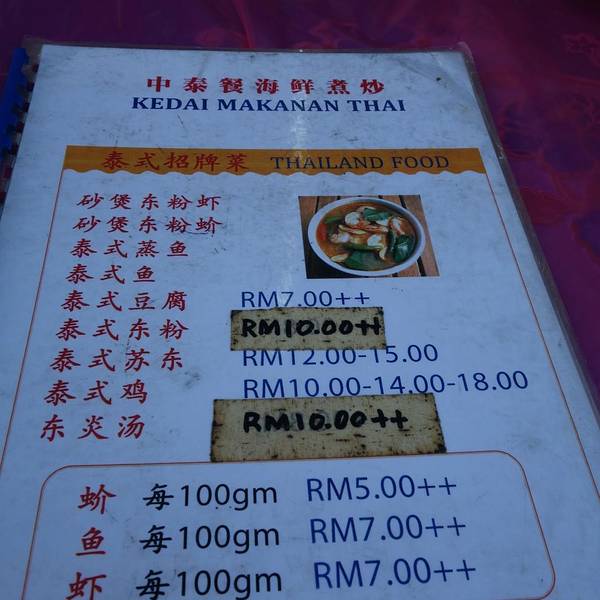 中泰餐海鲜煮炒
KEDAI MAKANAN THAI
泰式招牌菜 THAILAND FOOD
砂煲东粉虾
砂煲东粉蚧
泰式蒸鱼
泰式鱼
泰式豆腐 RM7.00++
泰式东粉 RM10.00++
泰式苏东 RM12.00-15.00
泰式鸡 RM10.00-14.00-18.00
东炎汤 RM10.00++
蚧 每100gm RM5.00++
鱼 每100gm RM7.00++
虾 每100gm RM7.00++